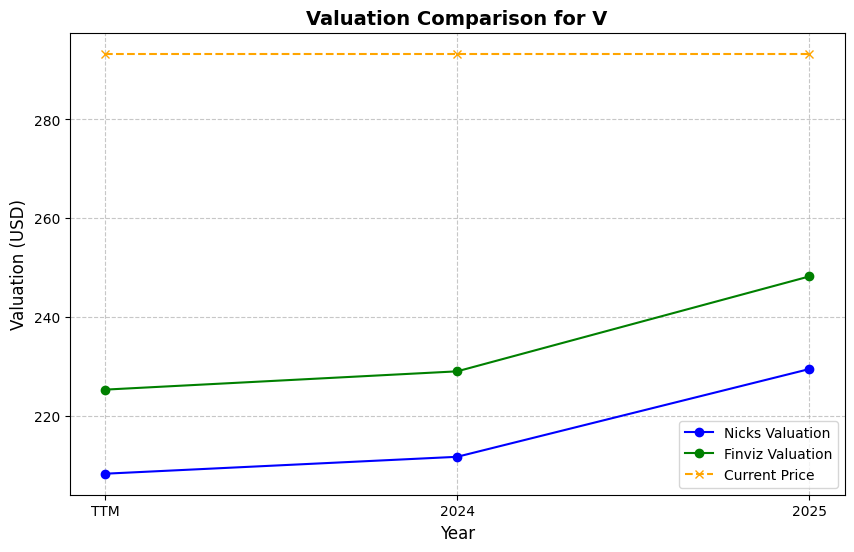 Valuation Comparison for V
Valuation (USD)
280
260
240
220
TTM
2024
2025
Year
Nicks Valuation
Finviz Valuation
Current Price